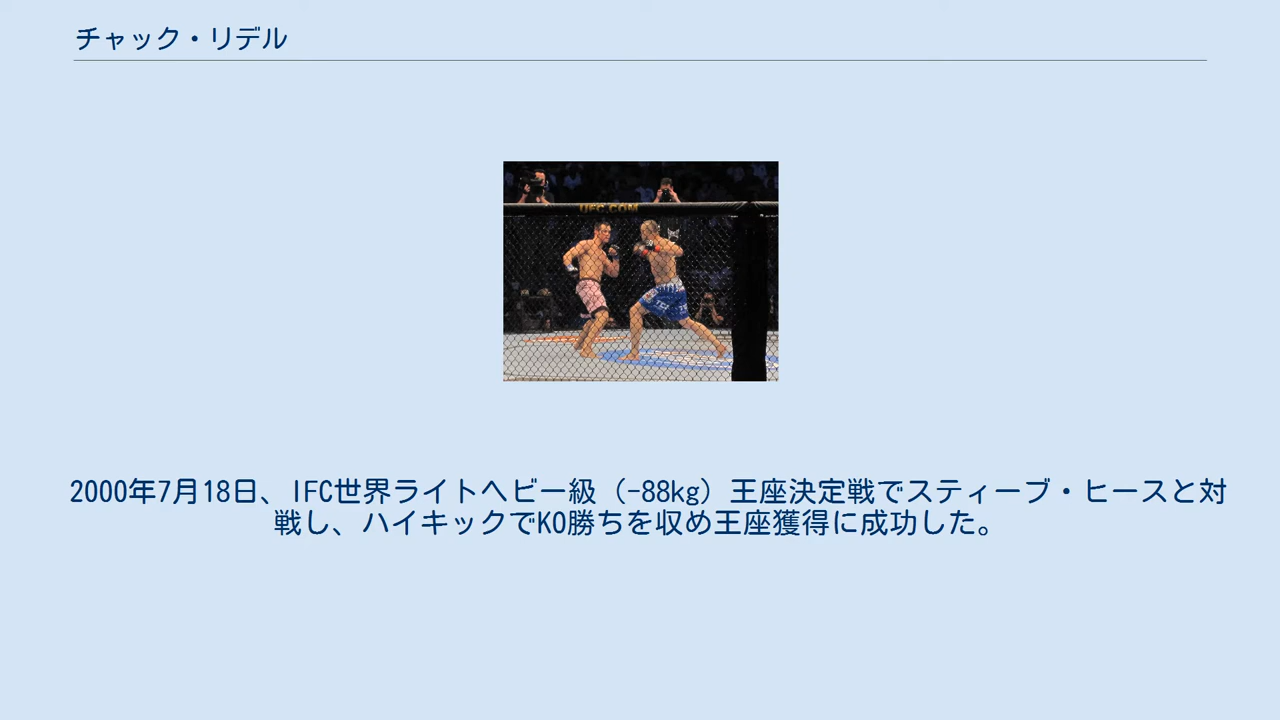 チャック・リデル
UFC.COM
2000年7月18日、IFC世界ライトヘビー級（-88kg）王座決定戦でスティーブ・ヒースと対
戦し、ハイキックでKO勝ちを収め王座獲得に成功した。